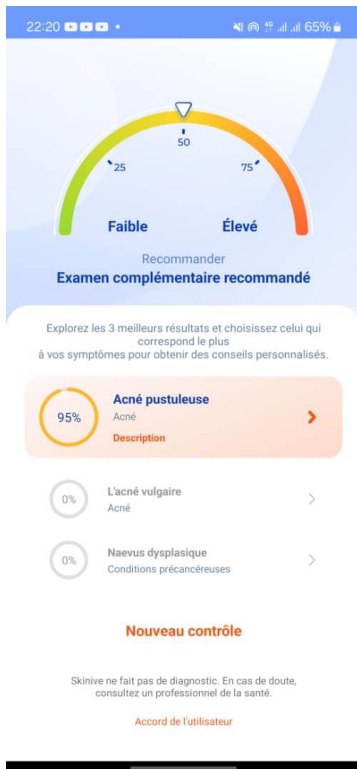 22:20
4G 65%
50
25
75
Faible
Élevé
Recommander
Examen complémentaire recommandé
Explorez les 3 meilleurs résultats et choisissez celui qui
correspond le plus
à vos symptômes pour obtenir des conseils personnalisés.
95%
Acné pustuleuse
Acné
Description
0%
L'acné vulgaire
Acné
0%
Naevus dysplasique
Conditions précancéreuses
Nouveau contrôle
Skinive ne fait pas de diagnostic. En cas de doute,
consultez un professionnel de la santé.
Accord de l'utilisateur